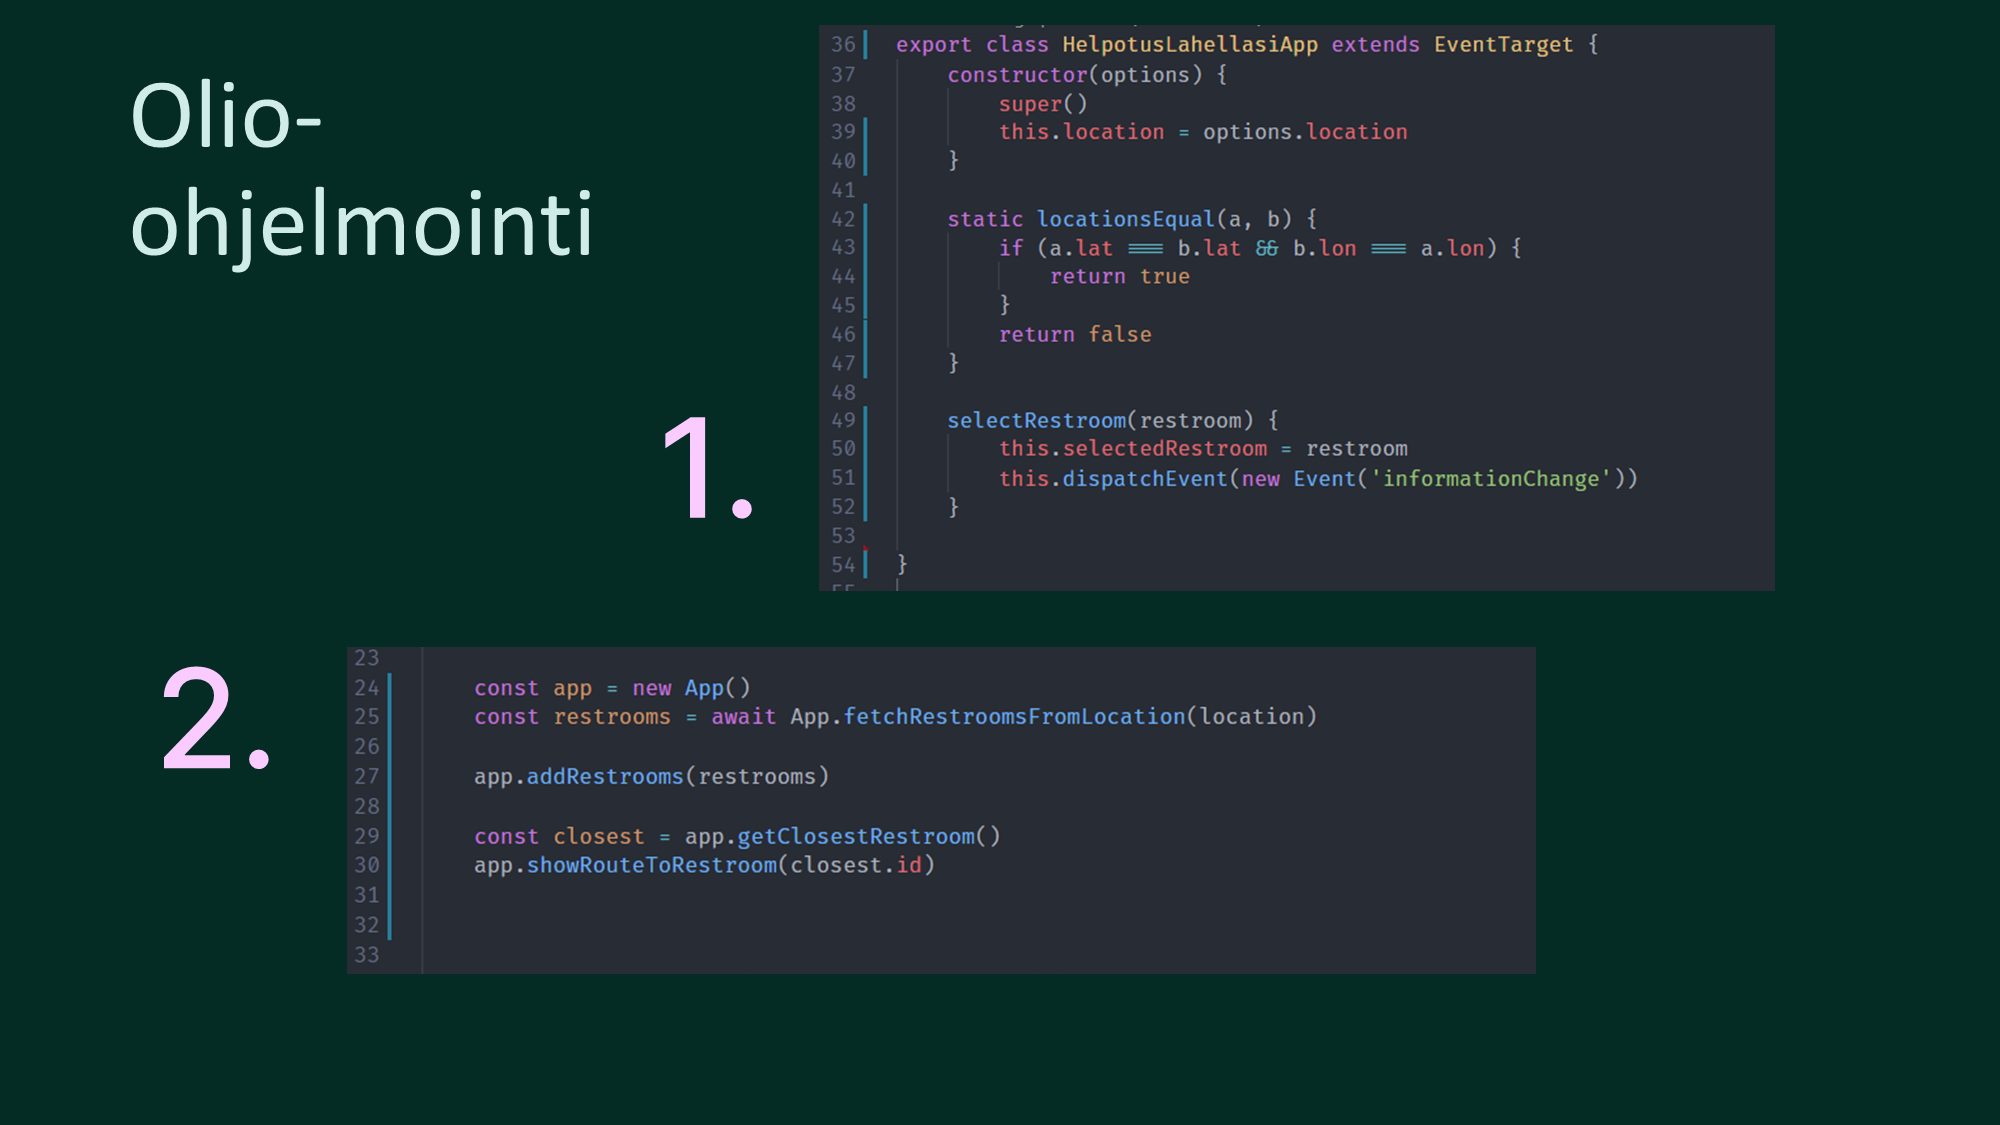 Olio-
ohjelmointi
1.
36 export class HelpotusLahellasiApp extends EventTarget {
37 constructor(options) {
38 super()
39 this.location = options.location
40 }
41
42 static locationsEqual(a, b) {
43 if (a.lat === b.lat && b.lon === a.lon) {
44 return true
45 }
46 return false
47 }
48
49 selectRestroom(restroom) {
50 this.selectedRestroom = restroom
51 this.dispatchEvent(new Event('informationChange'))
52 }
53
54 }
2.
23
24 const app = new App()
25 const restrooms = await App.fetchRestroomsFromLocation(location)
26
27 app.addRestrooms(restrooms)
28
29 const closest = app.getClosestRestroom()
30 app.showRouteToRestroom(closest.id)
31
32
33